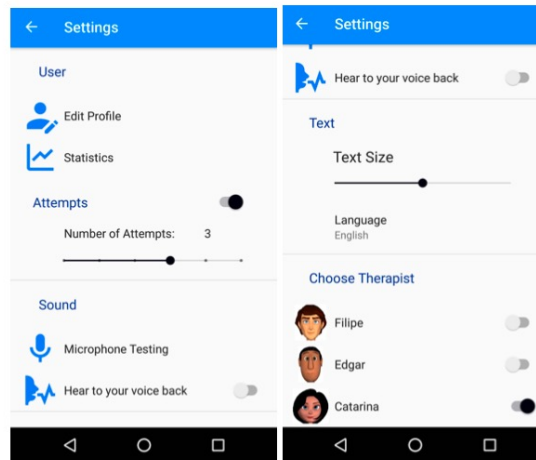 Settings
User
Edit Profile
Statistics
Attempts
Number of Attempts: 3
Sound
Microphone Testing
Hear to your voice back
Settings
Hear to your voice back
Text
Text Size
Language
English
Choose Therapist
Filipe
Edgar
Catarina